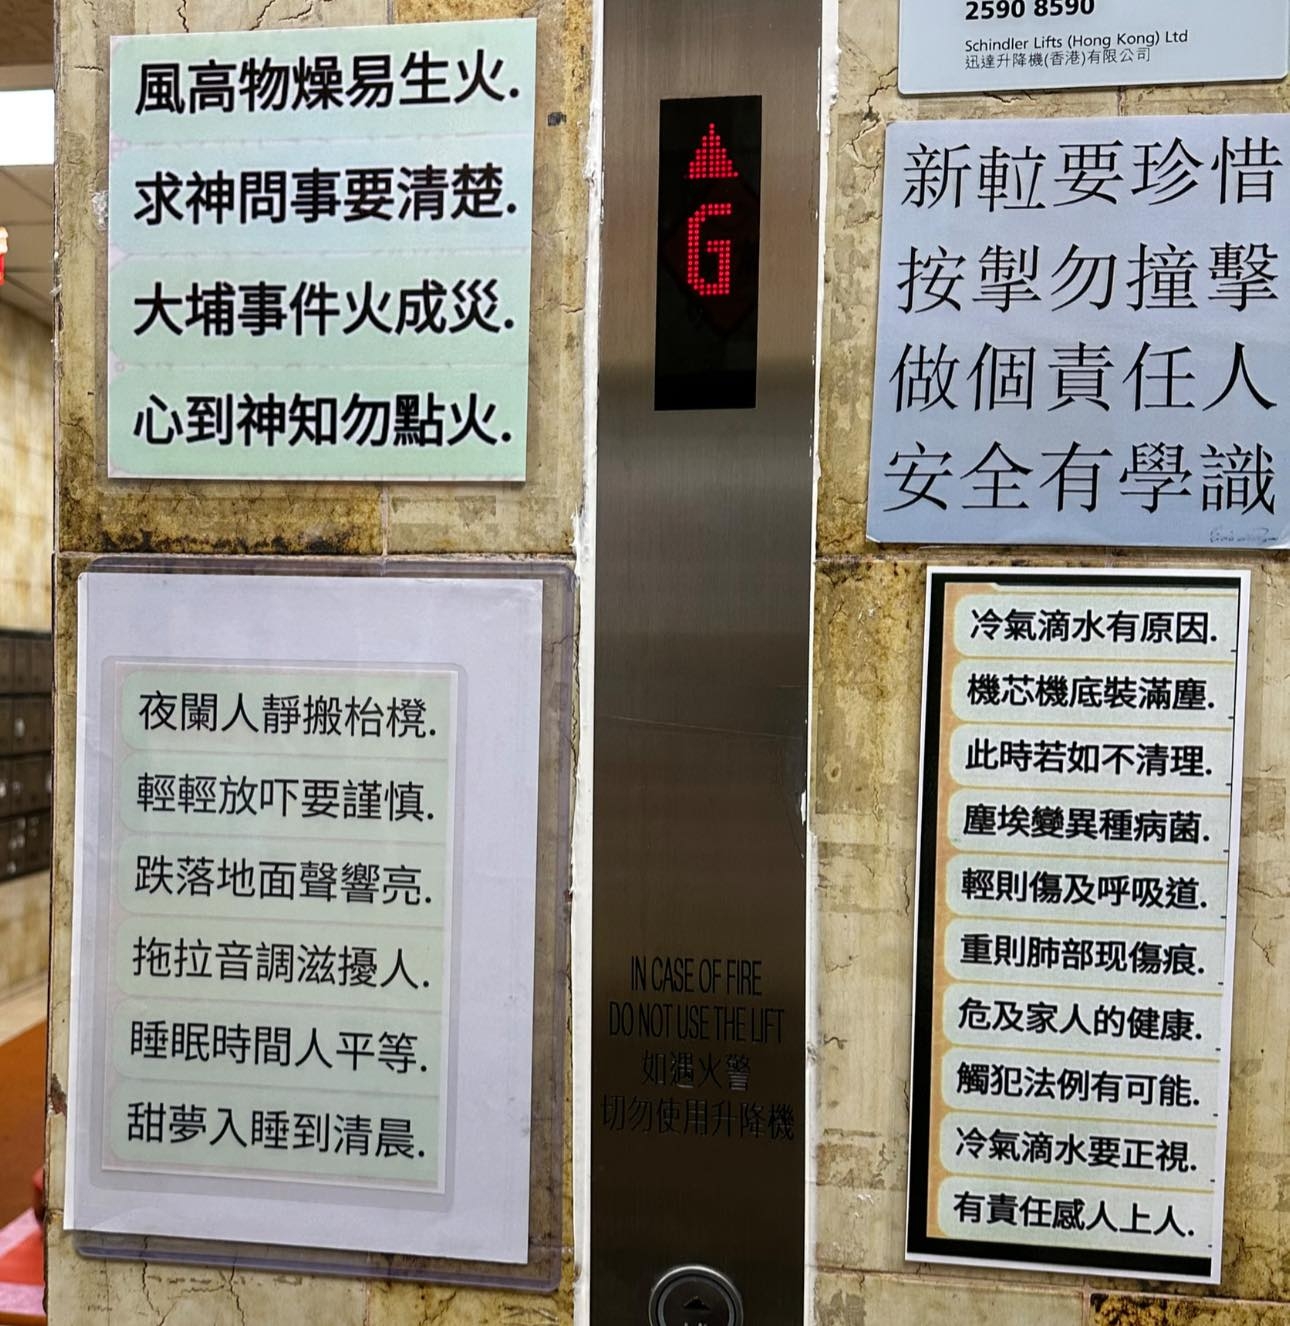 風高物燥易生火.
求神問事要清楚.
大埔事件火成災.
心到神知勿點火.
夜闌人靜搬枱櫈.
輕輕放吓要謹慎.
跌落地面聲響亮.
拖拉音調滋擾人.
睡眠時間人平等.
甜夢入睡到清晨.
G
IN CASE OF FIRE
DO NOT USE THE LIFT
如遇火警
切勿使用升降機
2590 8590
Schindler Lifts (Hong Kong) Ltd
迅達升降機(香港)有限公司
新䡴要珍惜
按掣勿撞擊
做個責任人
安全有學識
冷氣滴水有原因.
機芯機底裝滿塵.
此時若如不清理.
塵埃變異種病菌.
輕則傷及呼吸道.
重則肺部现傷痕.
危及家人的健康.
觸犯法例有可能.
冷氣滴水要正視.
有責任感人上人.